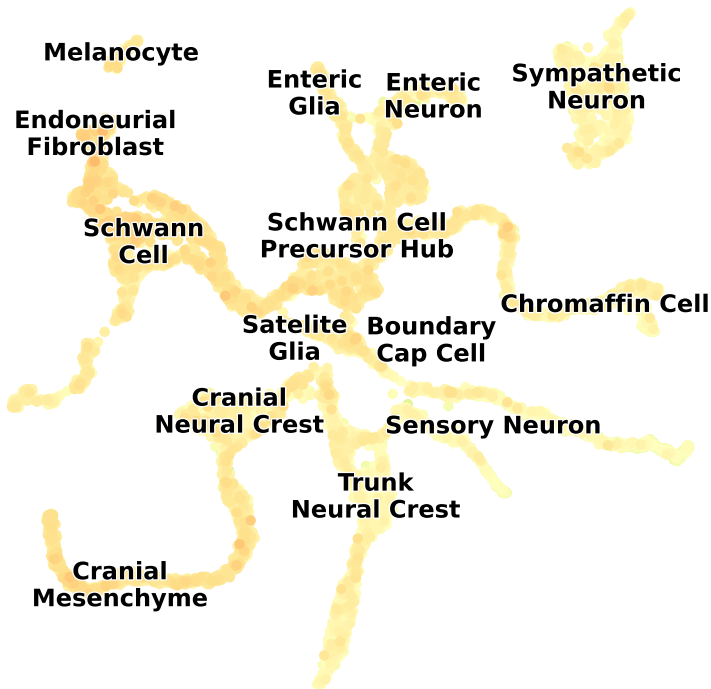 Melanocyte
Enteric
Glia
Enteric
Neuron
Sympathetic
Neuron
Endoneurial
Fibroblast
Schwann
Cell
Schwann Cell
Precursor Hub
Chromaffin Cell
Satelite
Glia
Boundary
Cap Cell
Cranial
Neural Crest
Sensory Neuron
Trunk
Neural Crest
Cranial
Mesenchyme